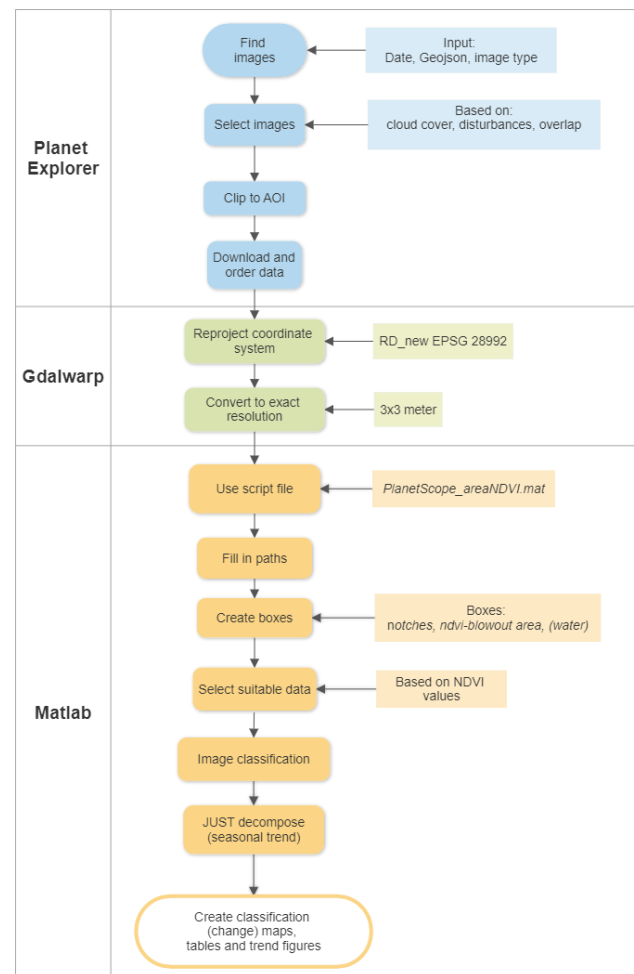 Planet
Explorer
Find
images
Input:
Date, Geojson, image type
Select images
Based on:
cloud cover, disturbances, overlap
Clip to AOI
Download and
order data
Gdalwarp
Reproject coordinate
system
RD_new EPSG 28992
Convert to exact
resolution
3x3 meter
Matlab
Use script file
PlanetScope_areaNDVI.mat
Fill in paths
Create boxes
Boxes:
notches, ndvi-blowout area, (water)
Select suitable data
Based on NDVI
values
Image classification
JUST decompose
(seasonal trend)
Create classification
(change) maps,
tables and trend figures